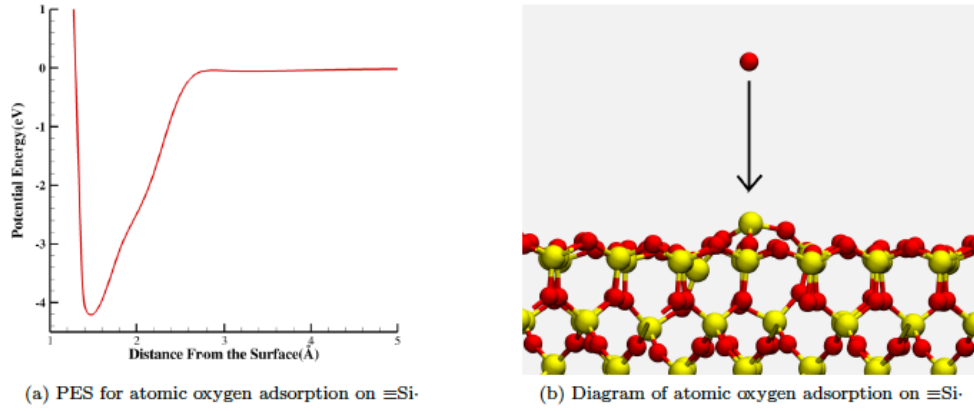 1
0
-1
-2
-3
-4
Potential Energy(eV)
1 2 3 4 5
Distance From the Surface(Å)
(a) PES for atomic oxygen adsorption on ≡Si·
(b) Diagram of atomic oxygen adsorption on ≡Si·